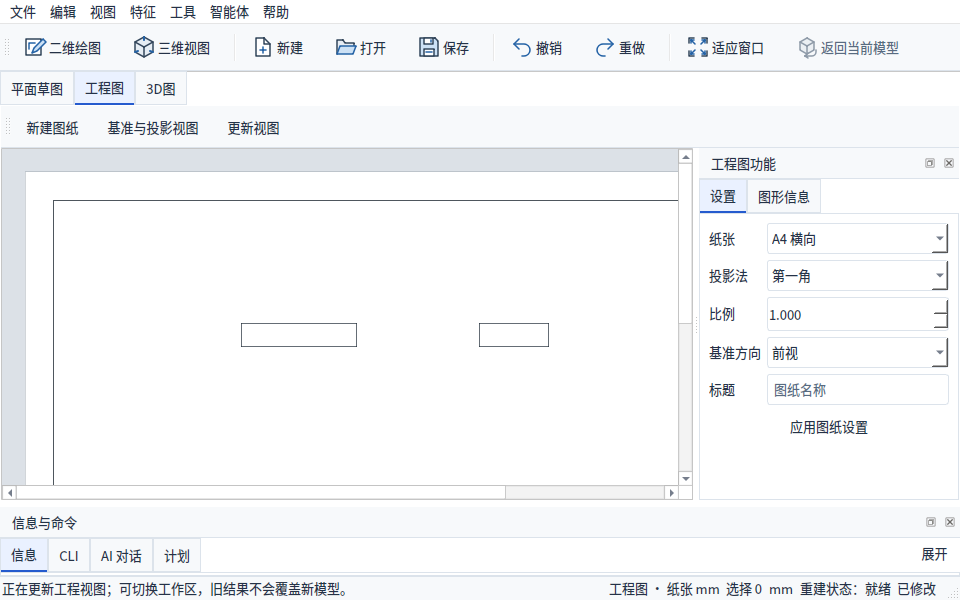 文件 编辑 视图 特征 工具 智能体 帮助
二维绘图 三维视图 新建 打开 保存 撤销 重做 适应窗口 返回当前模型
平面草图 工程图 3D图
新建图纸 基准与投影视图 更新视图
工程图功能
设置 图形信息
纸张 A4 横向
投影法 第一角
比例 1.000
基准方向 前视
标题 图纸名称
应用图纸设置
信息与命令
信息 CLI AI 对话 计划 展开
正在更新工程视图；可切换工作区，旧结果不会覆盖新模型。 工程图 · 纸张 mm 选择 0 mm 重建状态：就绪 已修改